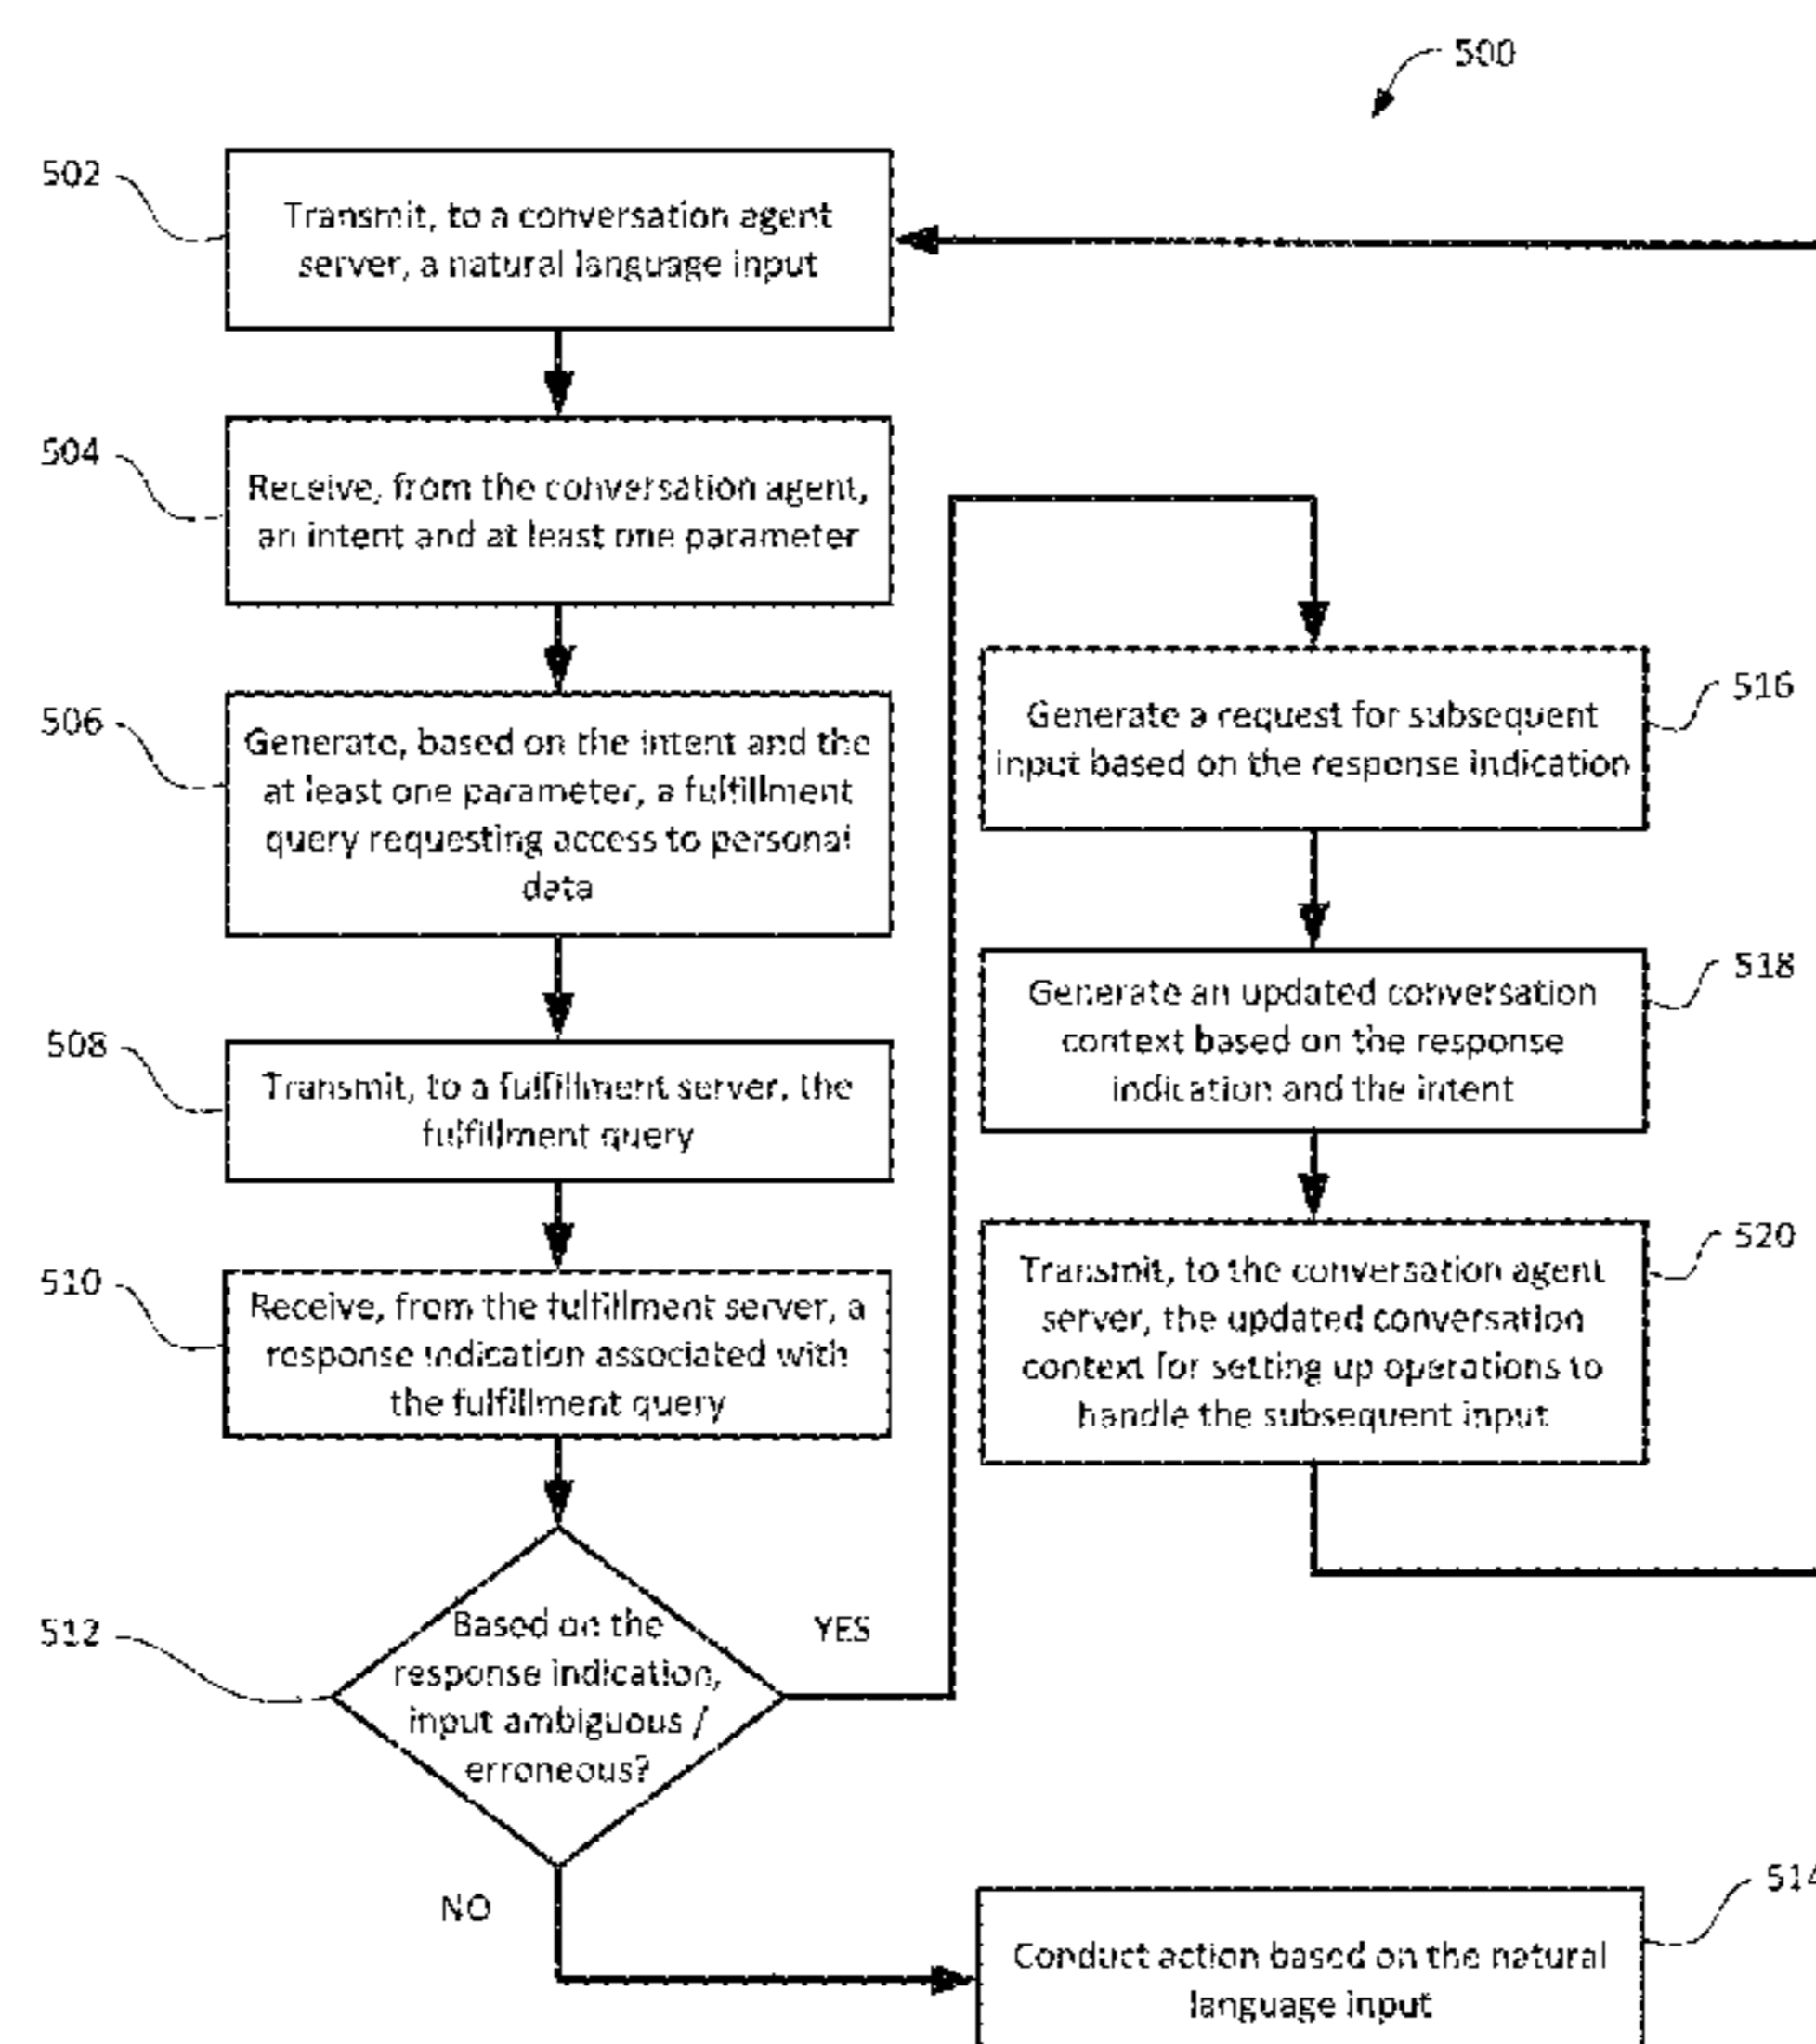 500
502
Transmit, to a conversation agent
server, a natural language input
504
Receive, from the conversation agent,
an intent and at least one parameter
506
Generate, based on the intent and the
at least one parameter, a fulfillment
query requesting access to personal
data
508
Transmit, to a fulfillment server, the
fulfillment query
510
Receive, from the fulfillment server, a
response indication associated with
the fulfillment query
512
Based on the
response indication,
input ambiguous /
erroneous?
YES
NO
516
Generate a request for subsequent
input based on the response indication
518
Generate an updated conversation
context based on the response
indication and the intent
520
Transmit, to the conversation agent
server, the updated conversation
context for setting up operations to
handle the subsequent input
514
Conduct action based on the natural
language input